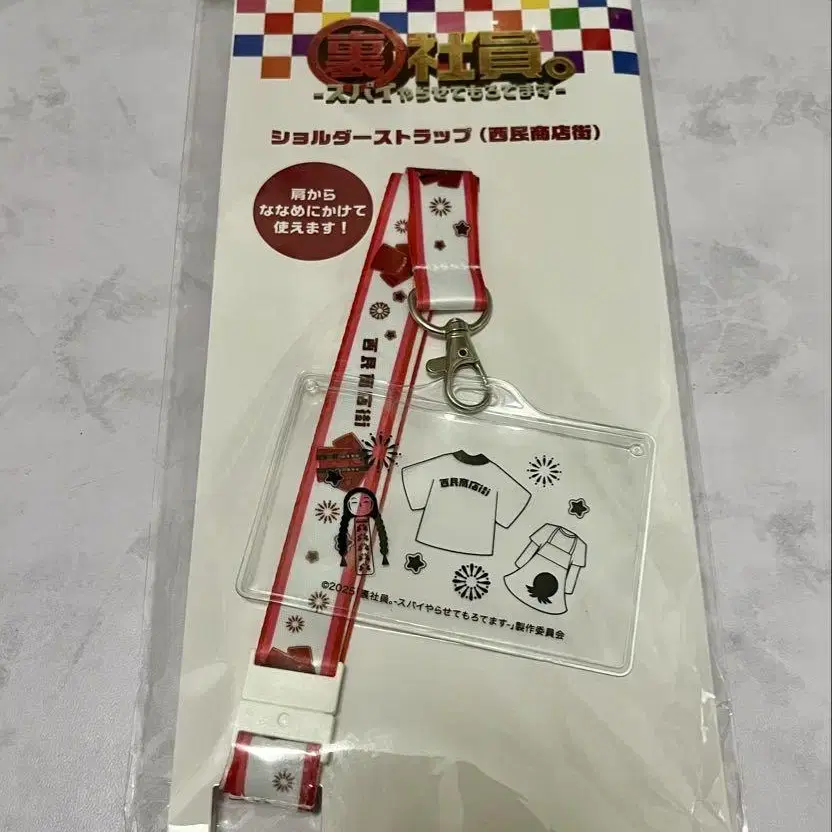 裏社員。
-スパイやらせてもろてます-
ショルダーストラップ(西民商店街)
肩から
ななめにかけて
使えます!
西民商店街
西民商店街
©2025「裏社員。-スパイやらせてもろてます-」製作委員会